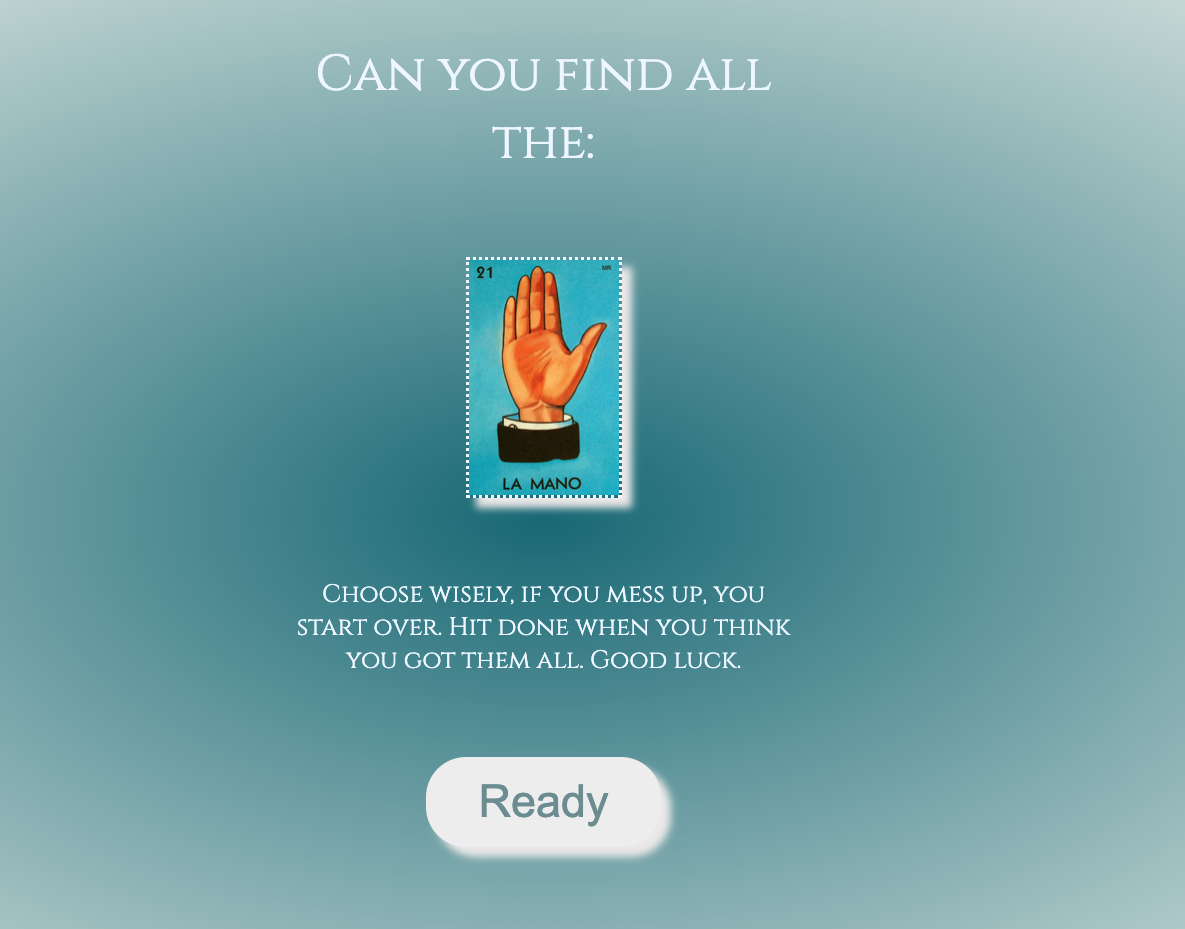 Can you find all
the:
21 MR
LA MANO
Choose wisely, if you mess up, you
start over. Hit done when you think
you got them all. Good luck.
Ready